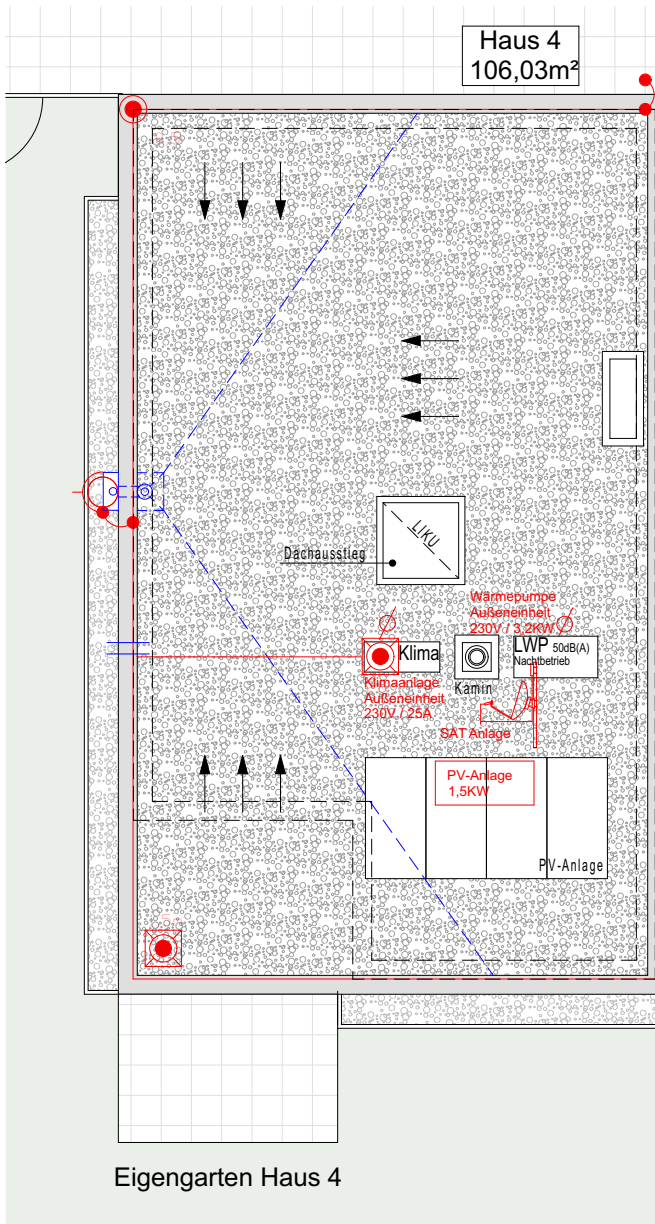 Haus 4
106,03m²
LIKU
Dachausstieg
Wärmepumpe
Außeneinheit
230V / 3,2KW
Klima
LWP 50dB(A)
Nachtbetrieb
Kamin
Klimaanlage
Außeneinheit
230V / 25A
SAT Anlage
PV-Anlage
1,5KW
PV-Anlage
Eigengarten Haus 4